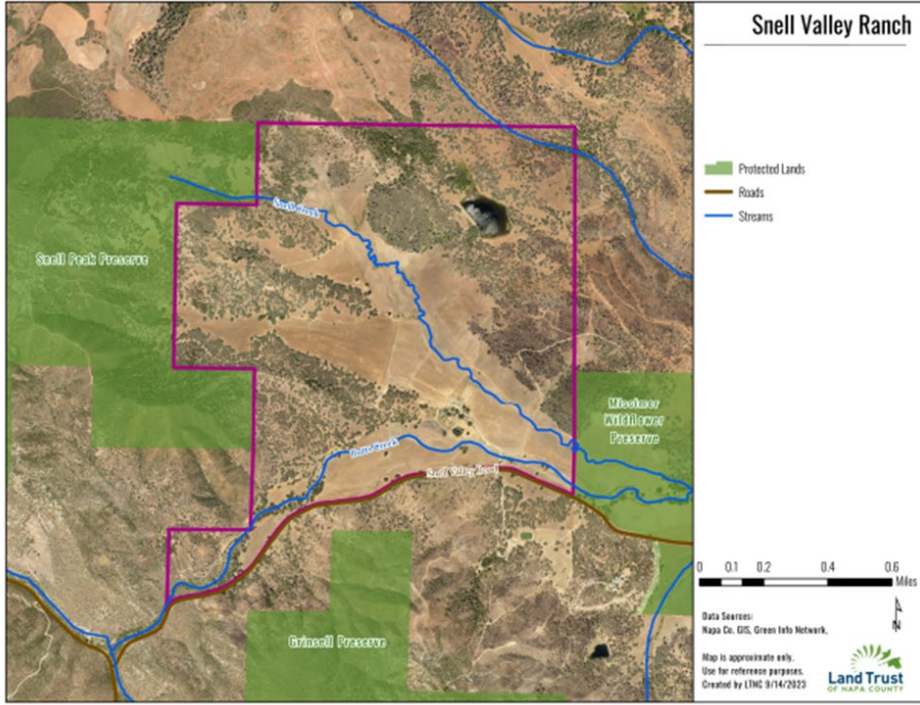 Snell Valley Ranch
Protected Lands
Roads
Streams
Snell Creek
Snell Peak Preserve
Missimer
Wildflower
Preserve
Butts Creek
Snell Valley Road
Grinsell Preserve
0 0.1 0.2 0.4 0.6
Miles
N
Data Sources:
Napa Co. GIS, Green Info Network,
Map is approximate only.
Use for reference purposes.
Created by LTNC 9/14/2023
Land Trust
OF NAPA COUNTY